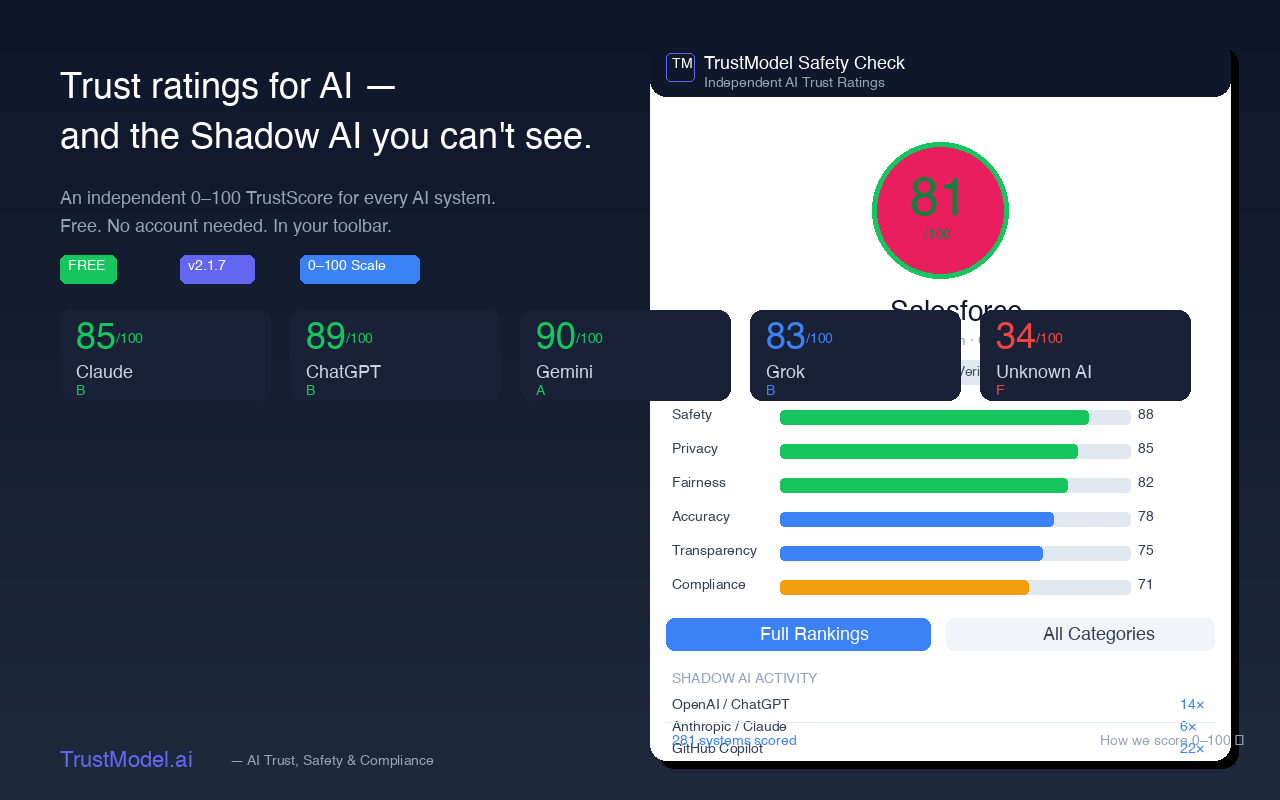 Trust ratings for AI —
and the Shadow AI you can't see.
An independent 0–100 TrustScore for every AI system.
Free. No account needed. In your toolbar.
FREE
v2.1.7
0–100 Scale
85/100
Claude
B
89/100
ChatGPT
B
90/100
Gemini
A
83/100
Grok
B
34/100
Unknown AI
F
TM
TrustModel Safety Check
Independent AI Trust Ratings
81
/100
Salesforce
Safety 88
Privacy 85
Fairness 82
Accuracy 78
Transparency 75
Compliance 71
Full Rankings
All Categories
SHADOW AI ACTIVITY
OpenAI / ChatGPT 14×
Anthropic / Claude 6×
281 systems scored
How we score 0–100
GitHub Copilot 22×
TrustModel.ai
— AI Trust, Safety & Compliance